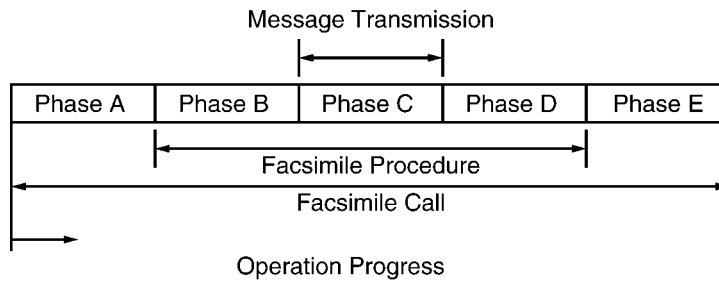 Message Transmission
Phase A Phase B Phase C Phase D Phase E
Facsimile Procedure
Facsimile Call
Operation Progress